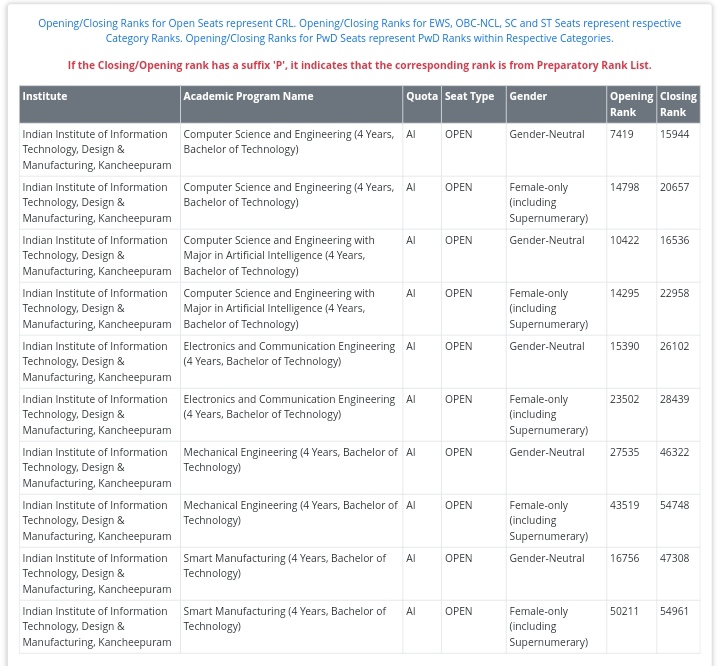 Opening/Closing Ranks for Open Seats represent CRL. Opening/Closing Ranks for EWS, OBC-NCL, SC and ST Seats represent respective
Category Ranks. Opening/Closing Ranks for PwD Seats represent PwD Ranks within Respective Categories.
If the Closing/Opening rank has a suffix 'P', it indicates that the corresponding rank is from Preparatory Rank List.
Institute Academic Program Name Quota Seat Type Gender Opening Closing
Rank Rank
Indian Institute of Information Computer Science and Engineering (4 Years, AI OPEN Gender-Neutral 7419 15944
Technology, Design & Bachelor of Technology)
Manufacturing, Kancheepuram
Indian Institute of Information Computer Science and Engineering (4 Years, AI OPEN Female-only 14798 20657
Technology, Design & Bachelor of Technology) (including
Manufacturing, Kancheepuram Supernumerary)
Indian Institute of Information Computer Science and Engineering with AI OPEN Gender-Neutral 10422 16536
Technology, Design & Major in Artificial Intelligence (4 Years,
Manufacturing, Kancheepuram Bachelor of Technology)
Indian Institute of Information Computer Science and Engineering with AI OPEN Female-only 14295 22958
Technology, Design & Major in Artificial Intelligence (4 Years, (including
Manufacturing, Kancheepuram Bachelor of Technology) Supernumerary)
Indian Institute of Information Electronics and Communication Engineering AI OPEN Gender-Neutral 15390 26102
Technology, Design & (4 Years, Bachelor of Technology)
Manufacturing, Kancheepuram
Indian Institute of Information Electronics and Communication Engineering AI OPEN Female-only 23502 28439
Technology, Design & (4 Years, Bachelor of Technology) (including
Manufacturing, Kancheepuram Supernumerary)
Indian Institute of Information Mechanical Engineering (4 Years, Bachelor of AI OPEN Gender-Neutral 27535 46322
Technology, Design & Technology)
Manufacturing, Kancheepuram
Indian Institute of Information Mechanical Engineering (4 Years, Bachelor of AI OPEN Female-only 43519 54748
Technology, Design & Technology) (including
Manufacturing, Kancheepuram Supernumerary)
Indian Institute of Information Smart Manufacturing (4 Years, Bachelor of AI OPEN Gender-Neutral 16756 47308
Technology, Design & Technology)
Manufacturing, Kancheepuram
Indian Institute of Information Smart Manufacturing (4 Years, Bachelor of AI OPEN Female-only 50211 54961
Technology, Design & Technology) (including
Manufacturing, Kancheepuram Supernumerary)